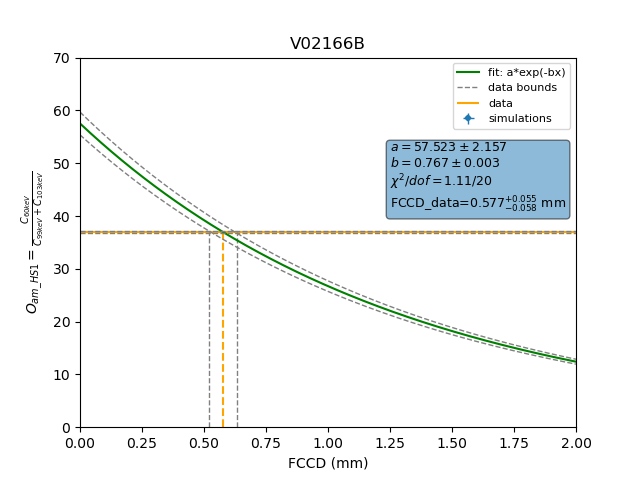 V02166B
fit: a*exp(-bx)
data bounds
data
simulations
a = 57.523 ± 2.157
b = 0.767 ± 0.003
χ²/dof = 1.11/20
FCCD_data=0.577+0.055−0.058 mm
O_am_HS1 = C_60keV / (C_99keV + C_103keV)
70
60
50
40
30
20
10
0
0.00 0.25 0.50 0.75 1.00 1.25 1.50 1.75 2.00
FCCD (mm)